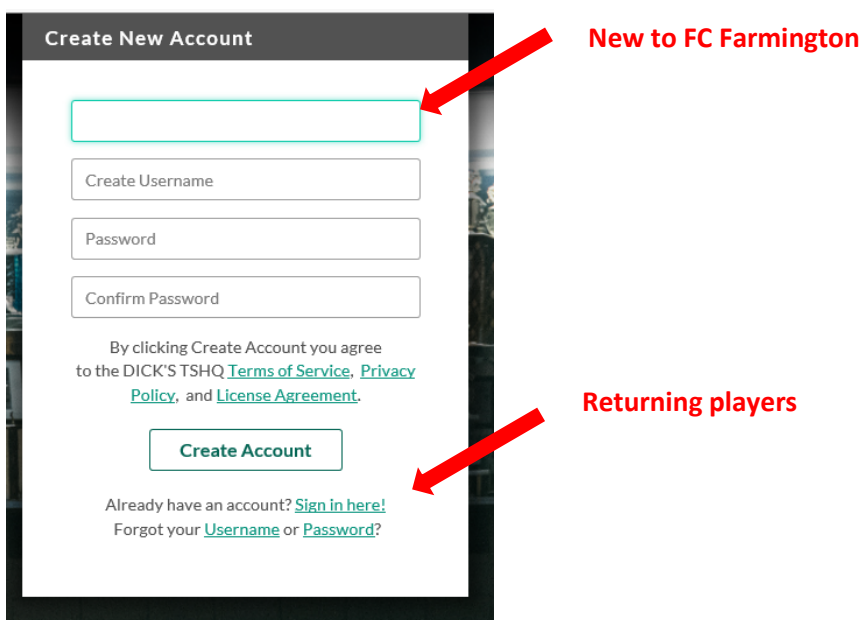 Create New Account
New to FC Farmington
Create Username
Password
Confirm Password
By clicking Create Account you agree
to the DICK'S TSHQ Terms of Service, Privacy
Policy, and License Agreement.
Returning players
Create Account
Already have an account? Sign in here!
Forgot your Username or Password?